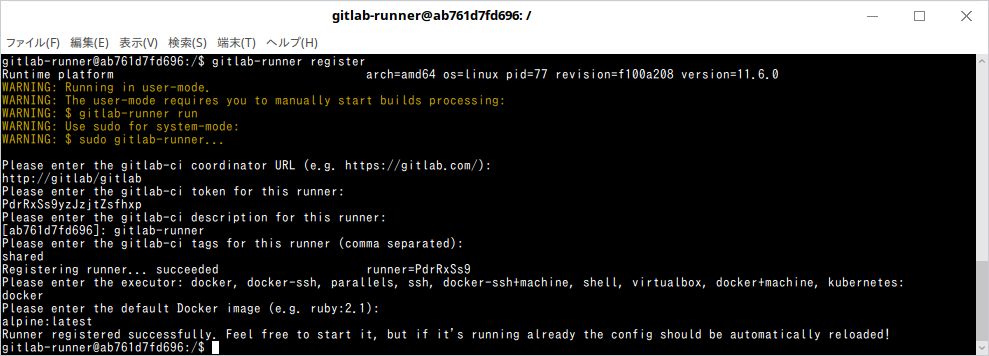 gitlab-runner@ab761d7fd696: /
ファイル(F) 編集(E) 表示(V) 検索(S) 端末(T) ヘルプ(H)
gitlab-runner@ab761d7fd696:/$ gitlab-runner register
Runtime platform                                    arch=amd64 os=linux pid=77 revision=f100a208 version=11.6.0
WARNING: Running in user-mode.
WARNING: The user-mode requires you to manually start builds processing:
WARNING: $ gitlab-runner run
WARNING: Use sudo for system-mode:
WARNING: $ sudo gitlab-runner...
Please enter the gitlab-ci coordinator URL (e.g. https://gitlab.com/):
http://gitlab/gitlab
Please enter the gitlab-ci token for this runner:
PdrRxSs9yzJzjtZsfhxp
Please enter the gitlab-ci description for this runner:
[ab761d7fd696]: gitlab-runner
Please enter the gitlab-ci tags for this runner (comma separated):
shared
Registering runner... succeeded                     runner=PdrRxSs9
Please enter the executor: docker, docker-ssh, parallels, ssh, docker-ssh+machine, shell, virtualbox, docker+machine, kubernetes:
docker
Please enter the default Docker image (e.g. ruby:2.1):
alpine:latest
Runner registered successfully. Feel free to start it, but if it's running already the config should be automatically reloaded!
gitlab-runner@ab761d7fd696:/$